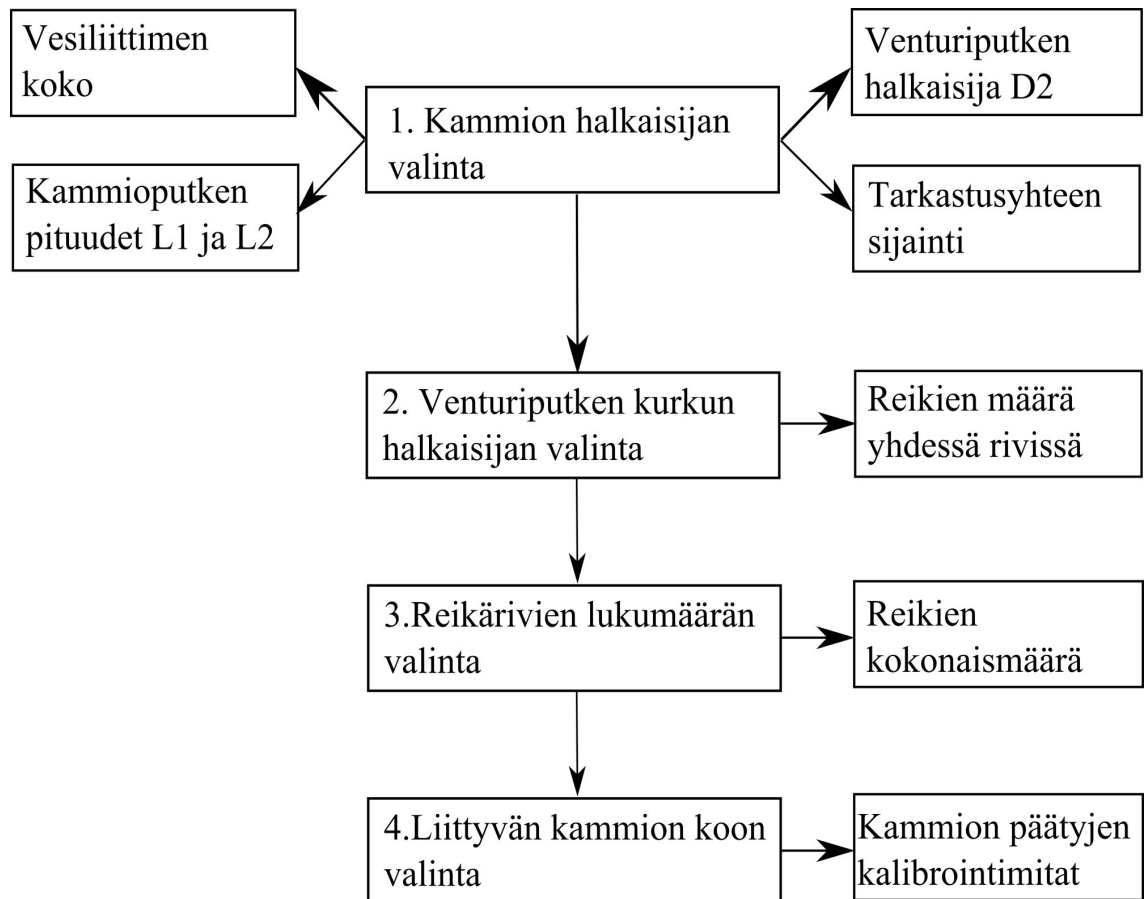 Vesiliittimen
koko
Kammioputken
pituudet L1 ja L2
1. Kammion halkaisijan
valinta
Venturiputken
halkaisija D2
Tarkastusyhteen
sijainti
2. Venturiputken kurkun
halkaisijan valinta
Reikien määrä
yhdessä rivissä
3.Reikärivien lukumäärän
valinta
Reikien
kokonaismäärä
4.Liittyvän kammion koon
valinta
Kammion päätyjen
kalibrointimitat